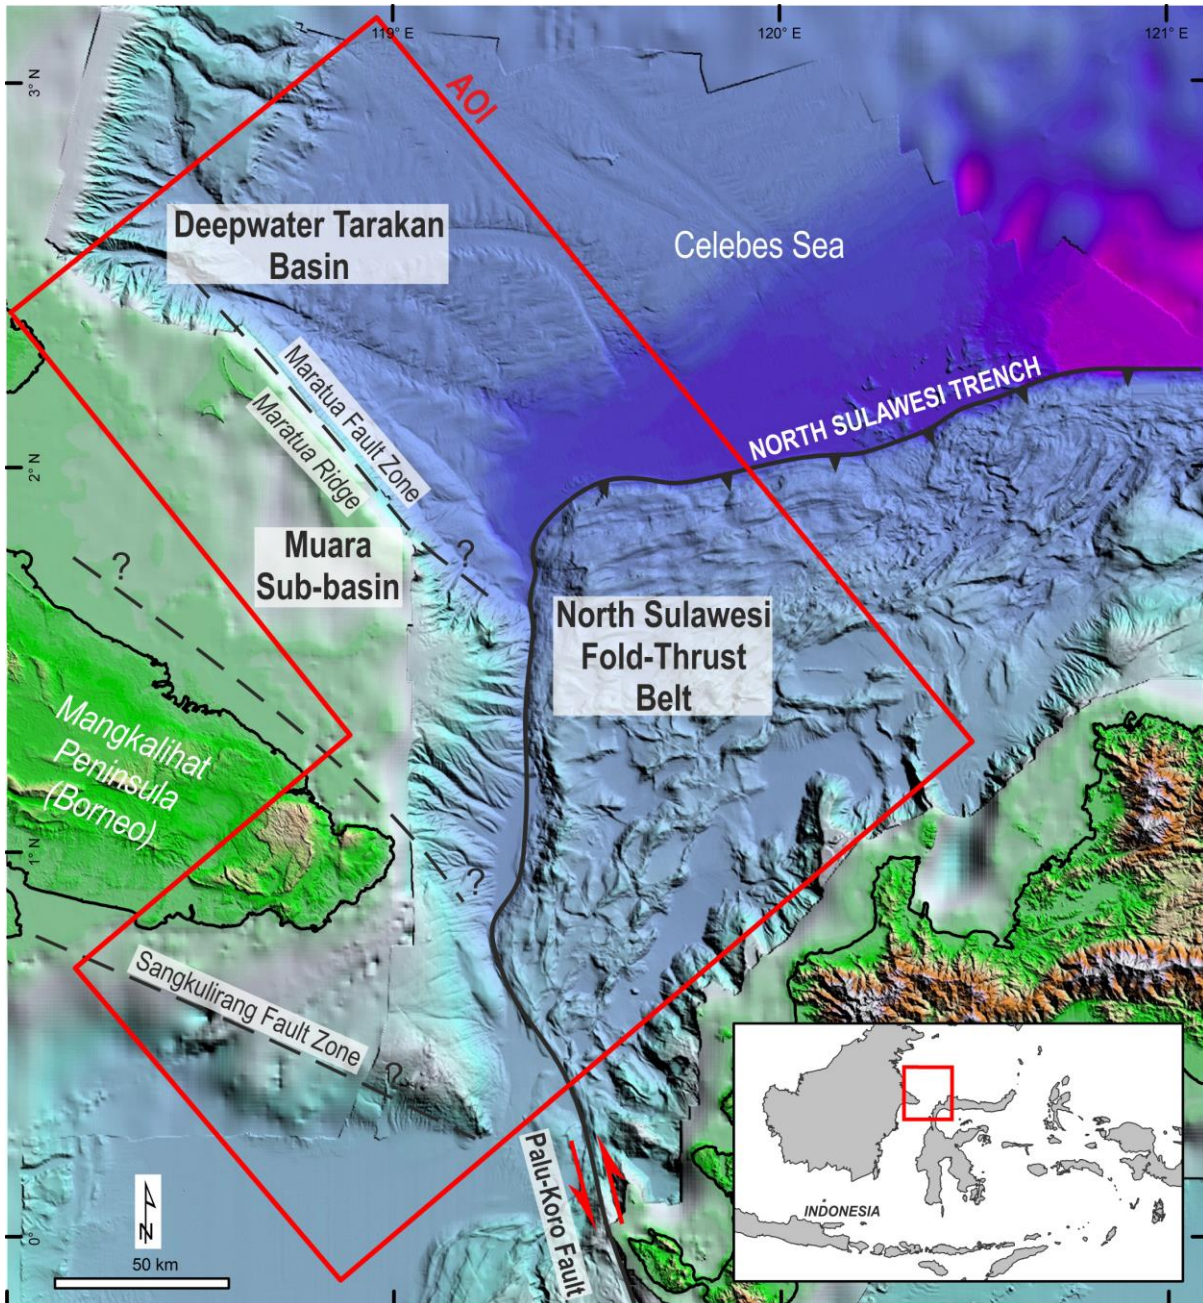 119° E
120° E
121° E
3° N
AOI
Deepwater Tarakan
Basin
Celebes Sea
Maratua Fault Zone
Maratua Ridge
NORTH SULAWESI TRENCH
2° N
Muara
Sub-basin
?
?
North Sulawesi
Fold-Thrust
Belt
Mangkalihat
Peninsula
(Borneo)
1° N
?
Sangkulirang Fault Zone
?
Palu-Koro Fault
N
0°
50 km
INDONESIA